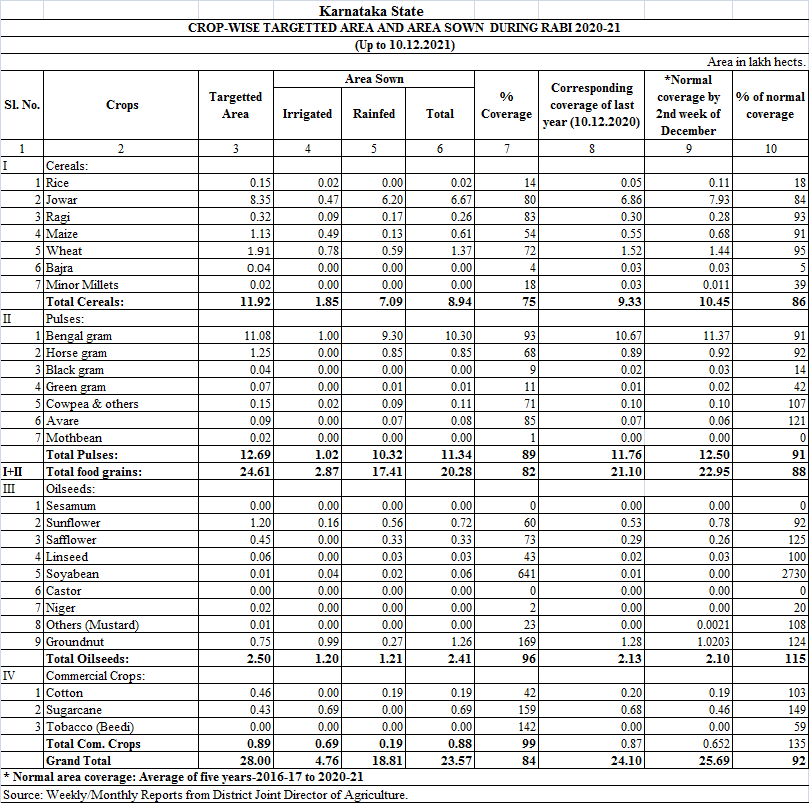 Karnataka State
CROP-WISE TARGETTED AREA AND AREA SOWN DURING RABI 2020-21
(Up to 10.12.2021)
Area in lakh hects.
Sl. No. Crops Targetted Area Area Sown % Coverage Corresponding coverage of last year (10.12.2020) *Normal coverage by 2nd week of December % of normal coverage
Irrigated Rainfed Total
1 2 3 4 5 6 7 8 9 10
I Cereals:
1 Rice 0.15 0.02 0.00 0.02 14 0.05 0.11 18
2 Jowar 8.35 0.47 6.20 6.67 80 6.86 7.93 84
3 Ragi 0.32 0.09 0.17 0.26 83 0.30 0.28 93
4 Maize 1.13 0.49 0.13 0.61 54 0.55 0.68 91
5 Wheat 1.91 0.78 0.59 1.37 72 1.52 1.44 95
6 Bajra 0.04 0.00 0.00 0.00 4 0.03 0.03 5
7 Minor Millets 0.02 0.00 0.00 0.00 18 0.03 0.011 39
Total Cereals: 11.92 1.85 7.09 8.94 75 9.33 10.45 86
II Pulses:
1 Bengal gram 11.08 1.00 9.30 10.30 93 10.67 11.37 91
2 Horse gram 1.25 0.00 0.85 0.85 68 0.89 0.92 92
3 Black gram 0.04 0.00 0.00 0.00 9 0.02 0.03 14
4 Green gram 0.07 0.00 0.01 0.01 11 0.01 0.02 42
5 Cowpea & others 0.15 0.02 0.09 0.11 71 0.10 0.10 107
6 Avare 0.09 0.00 0.07 0.08 85 0.07 0.06 121
7 Mothbean 0.02 0.00 0.00 0.00 1 0.00 0.00 0
Total Pulses: 12.69 1.02 10.32 11.34 89 11.76 12.50 91
I+II Total food grains: 24.61 2.87 17.41 20.28 82 21.10 22.95 88
III Oilseeds:
1 Sesamum 0.00 0.00 0.00 0.00 0 0.00 0.00 0
2 Sunflower 1.20 0.16 0.56 0.72 60 0.53 0.78 92
3 Safflower 0.45 0.00 0.33 0.33 73 0.29 0.26 125
4 Linseed 0.06 0.00 0.03 0.03 43 0.02 0.03 100
5 Soyabean 0.01 0.04 0.02 0.06 641 0.01 0.00 2730
6 Castor 0.00 0.00 0.00 0.00 0 0.00 0.00 0
7 Niger 0.02 0.00 0.00 0.00 2 0.00 0.00 20
8 Others (Mustard) 0.01 0.00 0.00 0.00 23 0.00 0.0021 108
9 Groundnut 0.75 0.99 0.27 1.26 169 1.28 1.0203 124
Total Oilseeds: 2.50 1.20 1.21 2.41 96 2.13 2.10 115
IV Commercial Crops:
1 Cotton 0.46 0.00 0.19 0.19 42 0.20 0.19 103
2 Sugarcane 0.43 0.69 0.00 0.69 159 0.68 0.46 149
3 Tobacco (Beedi) 0.00 0.00 0.00 0.00 142 0.00 0.00 59
Total Com. Crops 0.89 0.69 0.19 0.88 99 0.87 0.652 135
Grand Total 28.00 4.76 18.81 23.57 84 24.10 25.69 92
* Normal area coverage: Average of five years-2016-17 to 2020-21
Source: Weekly/Monthly Reports from District Joint Director of Agriculture.